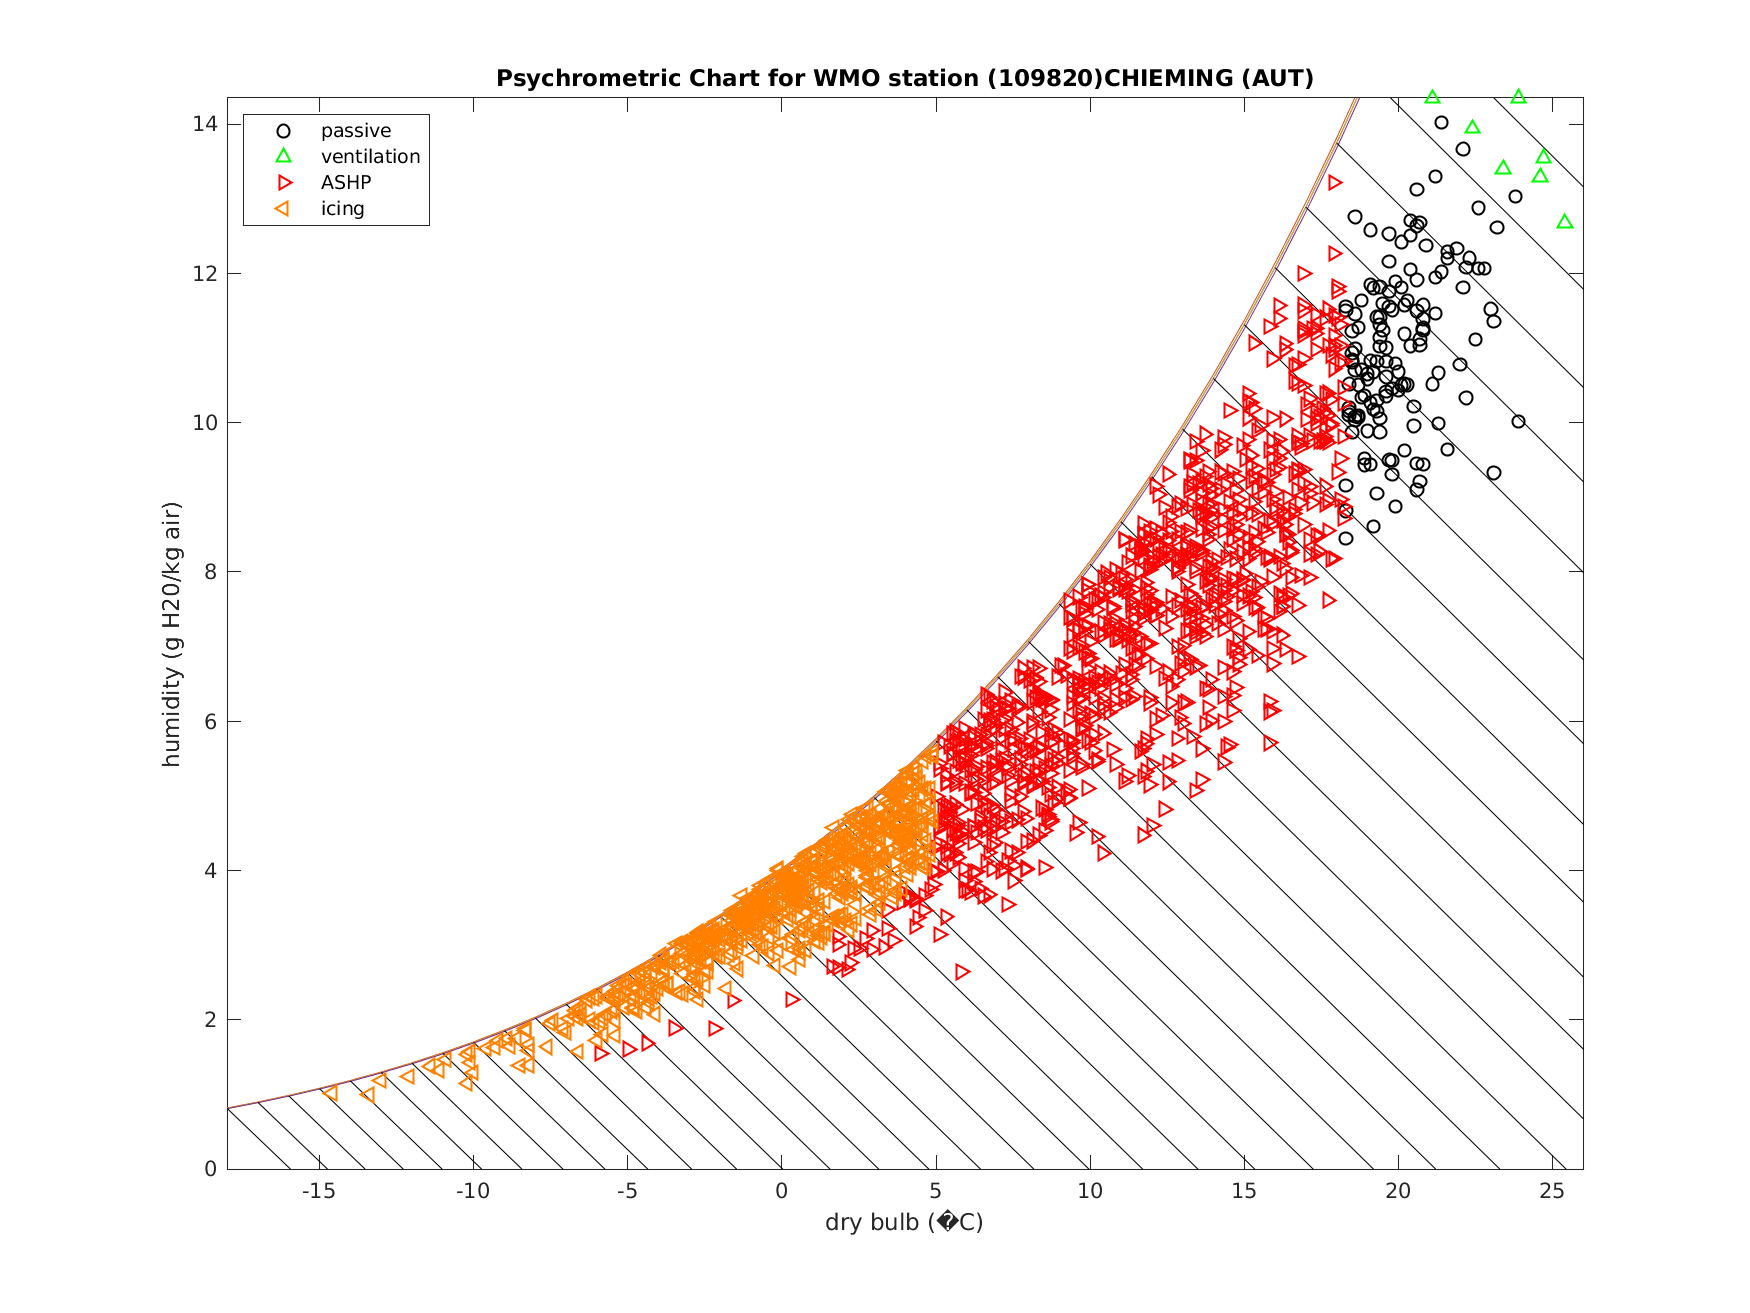 Psychrometric Chart for WMO station (109820)CHIEMING (AUT)
passive
ventilation
ASHP
icing
humidity (g H20/kg air)
14
12
10
8
6
4
2
0
-15 -10 -5 0 5 10 15 20 25
dry bulb (�C)